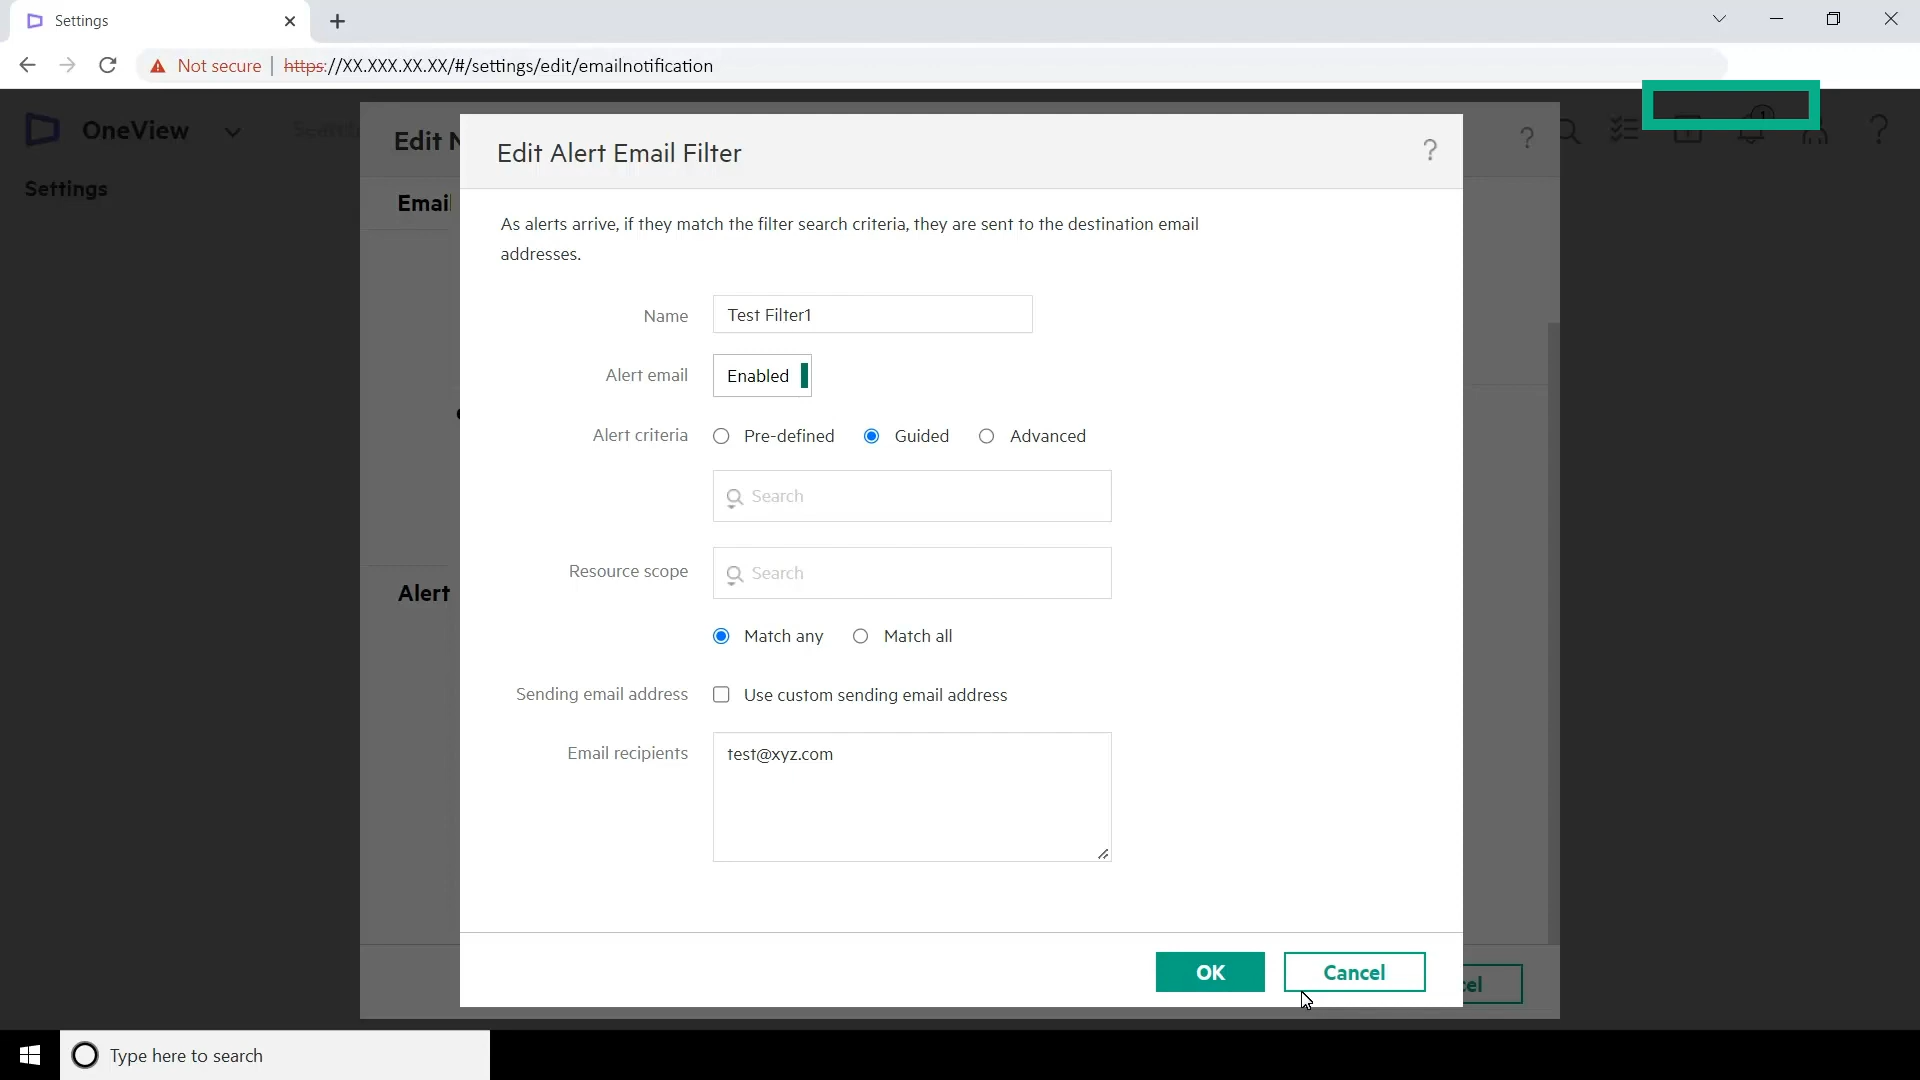 Settings
Not secure | https://XX.XXX.XX.XX/#/settings/edit/emailnotification
OneView
Search
Edit N
?
1
?
Settings
Email
Alert
cel
Edit Alert Email Filter
?
As alerts arrive, if they match the filter search criteria, they are sent to the destination email
addresses.
Name
Test Filter1
Alert email
Enabled
Alert criteria
Pre-defined
Guided
Advanced
Search
Resource scope
Search
Match any
Match all
Sending email address
Use custom sending email address
Email recipients
test@xyz.com
OK
Cancel
Type here to search